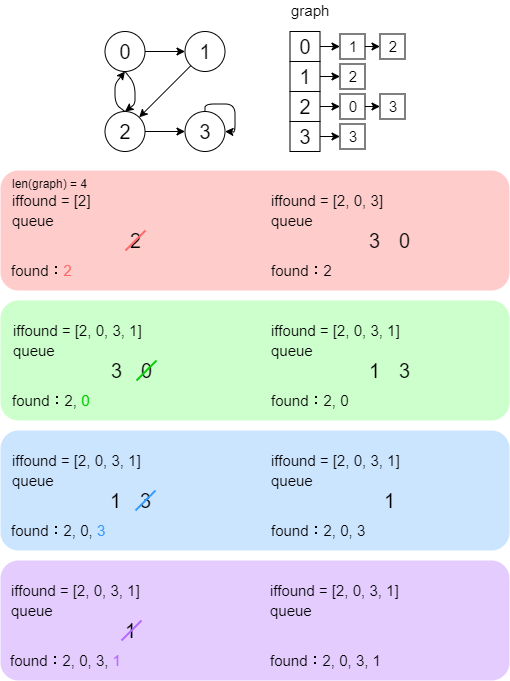 graph
0 1
2 3
0 1 2
1 2
2 0 3
3 3
len(graph) = 4
iffound = [2]
queue
2
found：2
iffound = [2, 0, 3]
queue
3 0
found：2
iffound = [2, 0, 3, 1]
queue
3 0
found：2, 0
iffound = [2, 0, 3, 1]
queue
1 3
found：2, 0
iffound = [2, 0, 3, 1]
queue
1 3
found：2, 0, 3
iffound = [2, 0, 3, 1]
queue
1
found：2, 0, 3
iffound = [2, 0, 3, 1]
queue
1
found：2, 0, 3, 1
iffound = [2, 0, 3, 1]
queue
found：2, 0, 3, 1